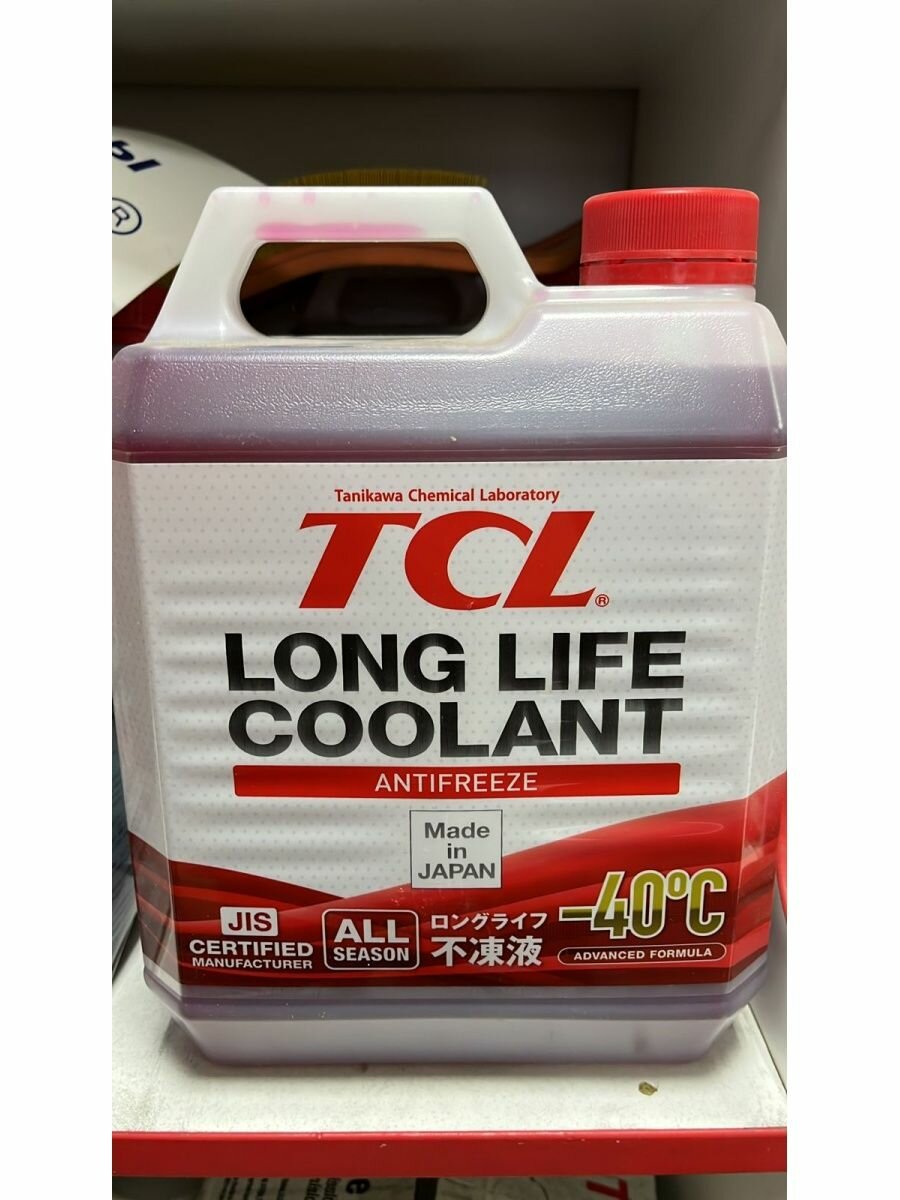 ®
Tanikawa Chemical Laboratory
TCL®
LONG LIFE
COOLANT
ANTIFREEZE
Made
in
JAPAN
JIS
CERTIFIED
MANUFACTURER
ALL
SEASON
ロングライフ
不凍液
-40°C
ADVANCED FORMULA